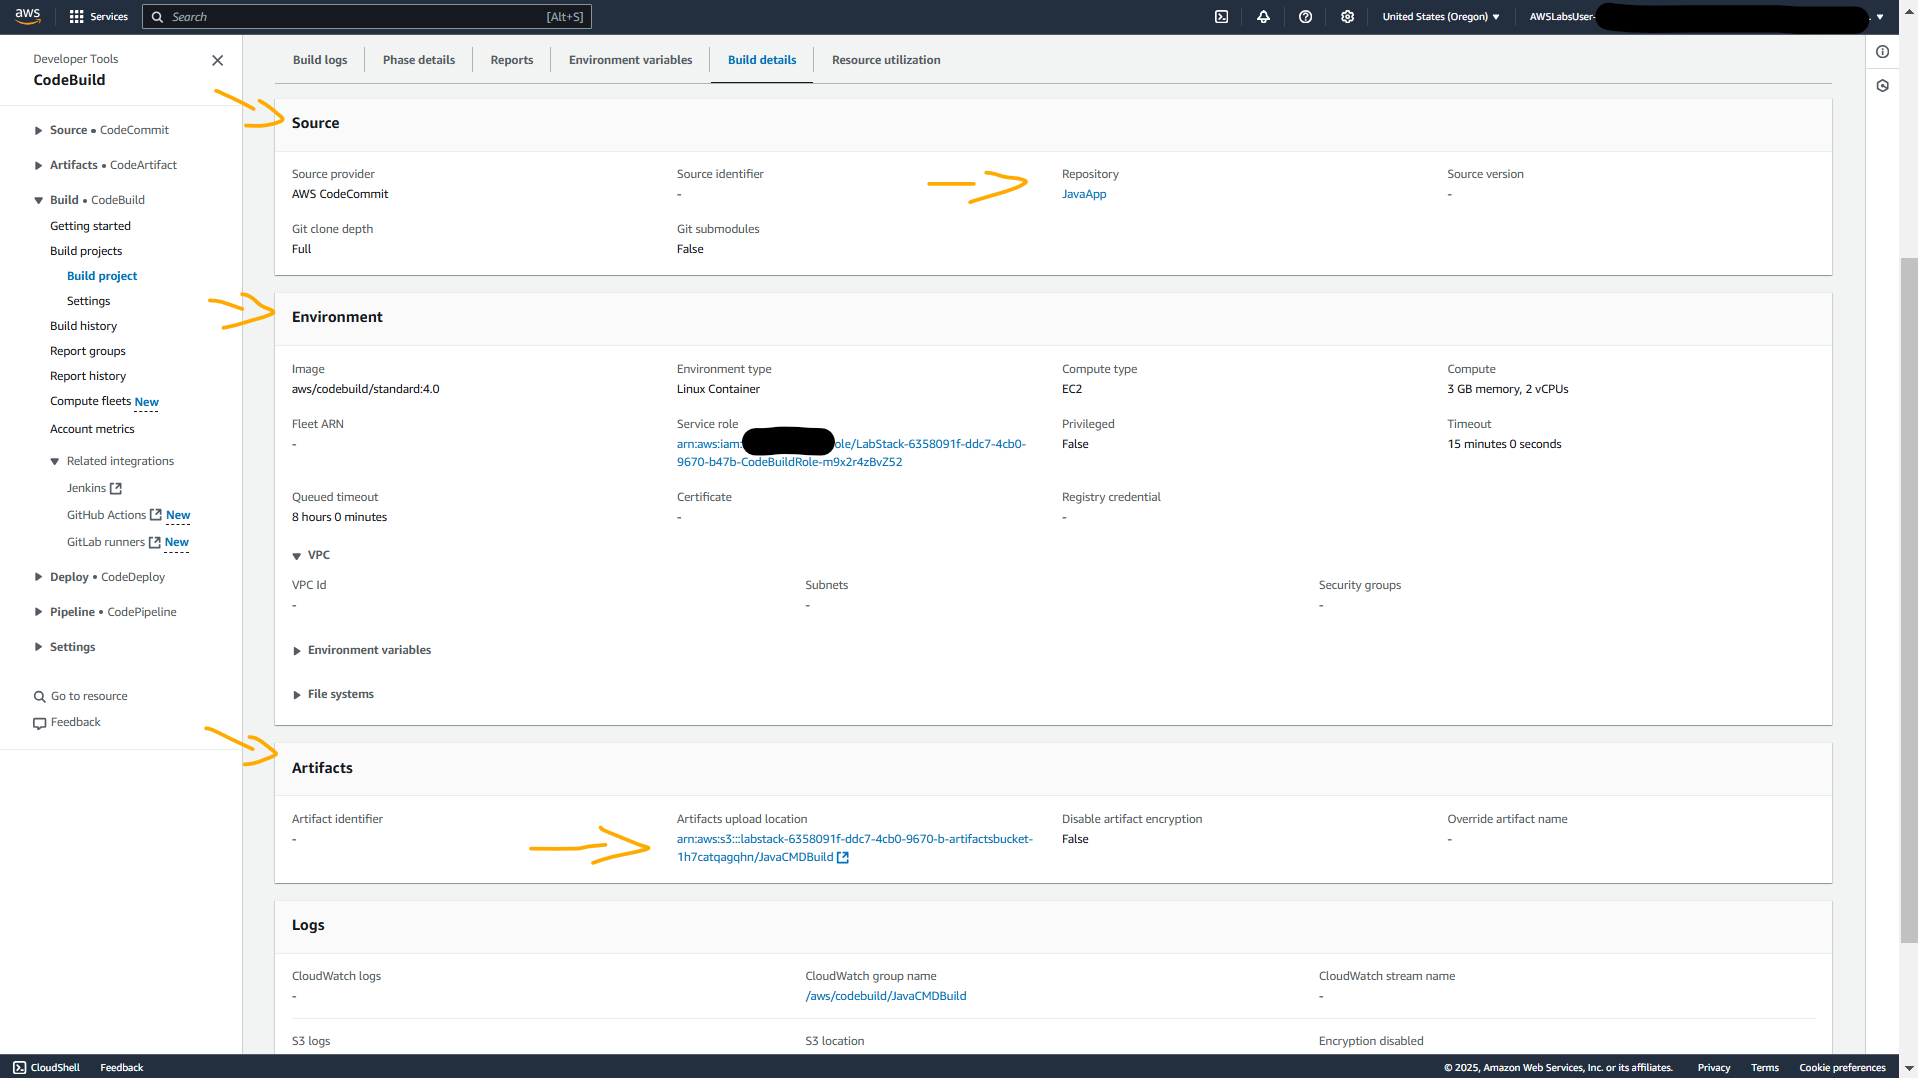 aws
Services
Search
[Alt+S]
United States (Oregon)
AWSLabsUser-
Developer Tools
CodeBuild
Source • CodeCommit
Artifacts • CodeArtifact
Build • CodeBuild
Getting started
Build projects
Build project
Settings
Build history
Report groups
Report history
Compute fleets New
Account metrics
Related integrations
Jenkins
GitHub Actions New
GitLab runners New
Deploy • CodeDeploy
Pipeline • CodePipeline
Settings
Go to resource
Feedback
Build logs
Phase details
Reports
Environment variables
Build details
Resource utilization
Source
Source provider
AWS CodeCommit
Source identifier
-
Repository
JavaApp
Source version
-
Git clone depth
Full
Git submodules
False
Environment
Image
aws/codebuild/standard:4.0
Environment type
Linux Container
Compute type
EC2
Compute
3 GB memory, 2 vCPUs
Fleet ARN
-
Service role
arn:aws:iam: ole/LabStack-6358091f-ddc7-4cb0-
9670-b47b-CodeBuildRole-m9x2r4zBvZ52
Privileged
False
Timeout
15 minutes 0 seconds
Queued timeout
8 hours 0 minutes
Certificate
-
Registry credential
-
VPC
VPC Id
-
Subnets
-
Security groups
-
Environment variables
File systems
Artifacts
Artifact identifier
-
Artifacts upload location
arn:aws:s3:::labstack-6358091f-ddc7-4cb0-9670-b-artifactsbucket-
1h7catqagqhn/JavaCMDBuild
Disable artifact encryption
False
Override artifact name
-
Logs
CloudWatch logs
-
CloudWatch group name
/aws/codebuild/JavaCMDBuild
CloudWatch stream name
-
S3 logs
S3 location
Encryption disabled
CloudShell
Feedback
© 2025, Amazon Web Services, Inc. or its affiliates.
Privacy
Terms
Cookie preferences